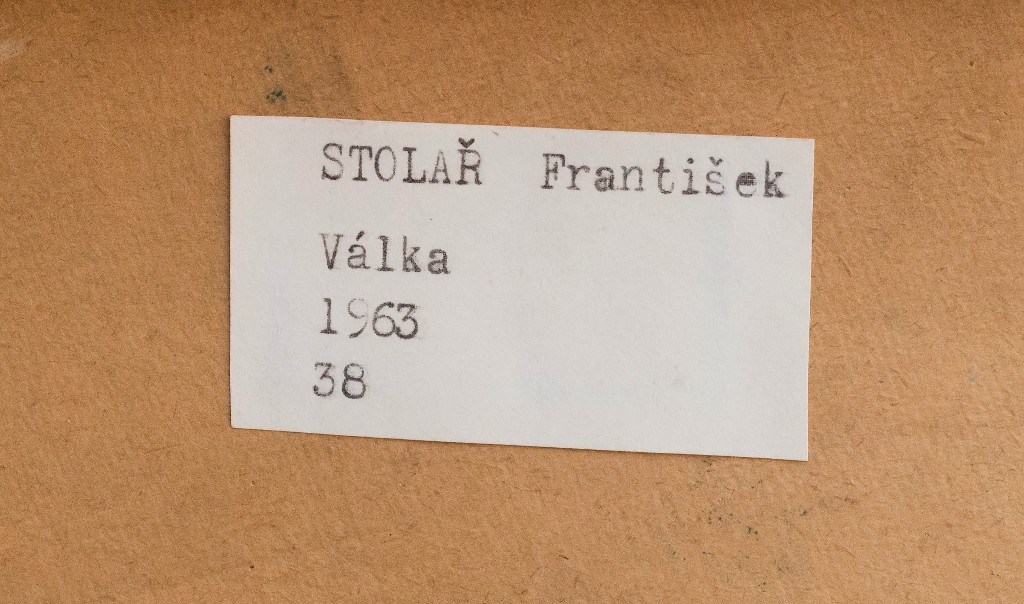 STOLAŘ František
Válka
1963
38